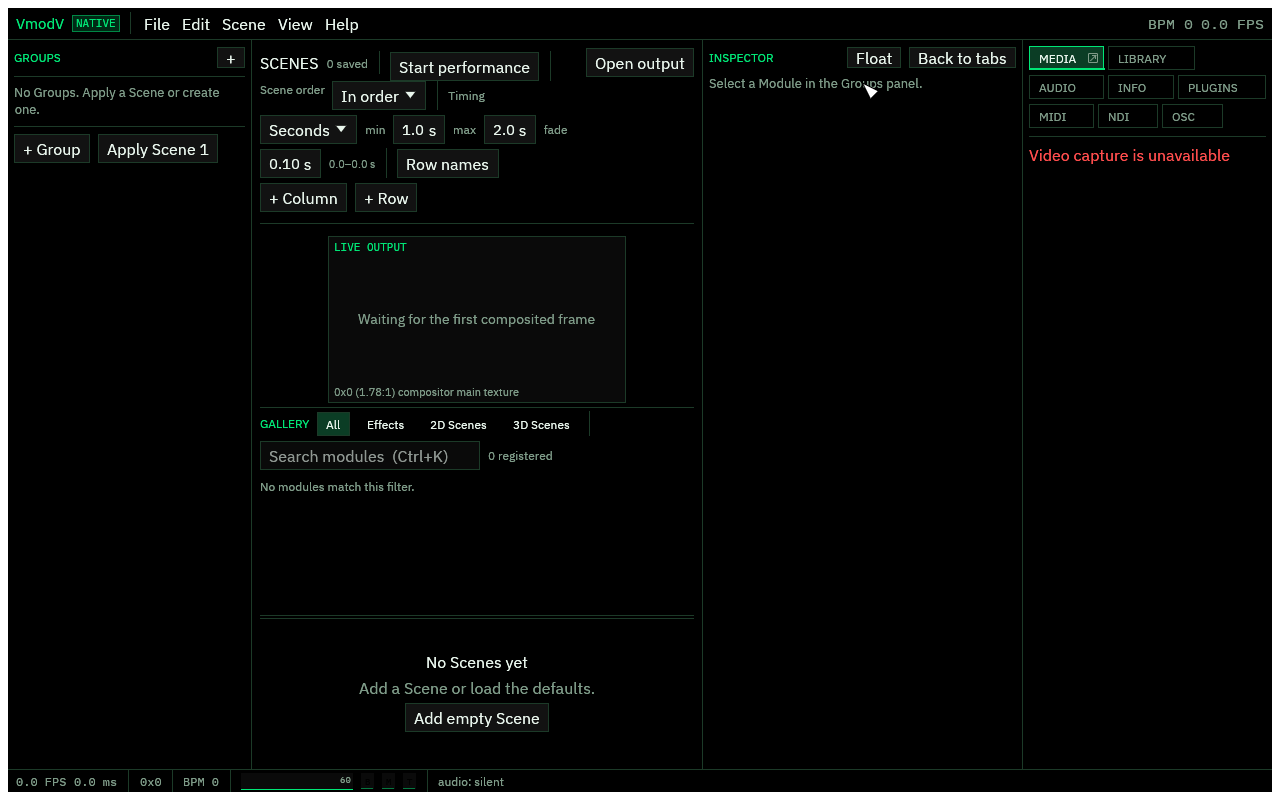 VmodV NATIVE File Edit Scene View Help BPM 0 0.0 FPS
GROUPS +
No Groups. Apply a Scene or create
one.
+ Group Apply Scene 1
SCENES 0 saved Start performance Open output
Scene order In order Timing
Seconds min 1.0 s max 2.0 s fade
0.10 s 0.0–0.0 s Row names
+ Column + Row
LIVE OUTPUT
Waiting for the first composited frame
0x0 (1.78:1) compositor main texture
GALLERY All Effects 2D Scenes 3D Scenes
Search modules (Ctrl+K) 0 registered
No modules match this filter.
No Scenes yet
Add a Scene or load the defaults.
Add empty Scene
INSPECTOR Float Back to tabs
Select a Module in the Groups panel.
MEDIA LIBRARY
AUDIO INFO PLUGINS
MIDI NDI OSC
Video capture is unavailable
0.0 FPS 0.0 ms 0x0 BPM 0 60 audio: silent